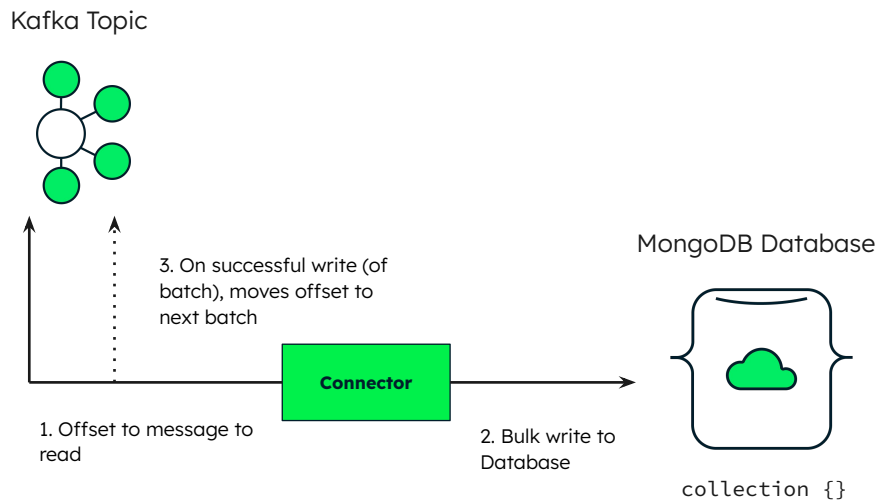 Kafka Topic
3. On successful write (of
batch), moves offset to
next batch
MongoDB Database
Connector
1. Offset to message to
read
2. Bulk write to
Database
collection {}